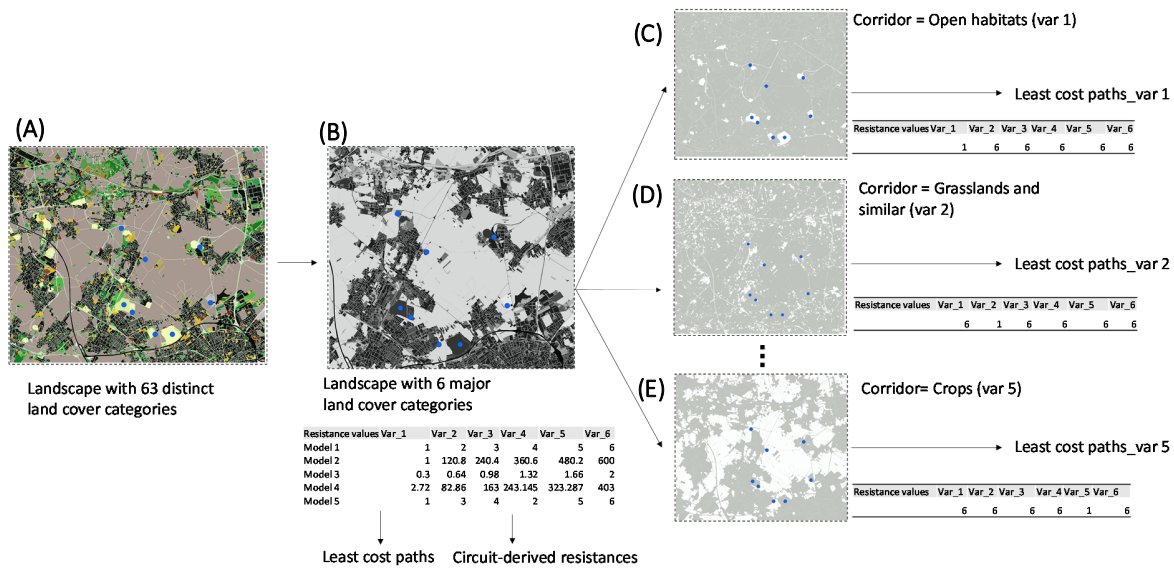 (A)
Landscape with 63 distinct
land cover categories
(B)
Landscape with 6 major
land cover categories
Resistance values Var_1 Var_2 Var_3 Var_4 Var_5 Var_6
Model 1 1 2 3 4 5 6
Model 2 1 120.8 240.4 360.6 480.2 600
Model 3 0.3 0.64 0.98 1.32 1.66 2
Model 4 2.72 82.86 163 243.145 323.287 403
Model 5 1 3 4 2 5 6
Least cost paths
Circuit-derived resistances
(C)
Corridor = Open habitats (var 1)
Least cost paths_var 1
Resistance values Var_1 Var_2 Var_3 Var_4 Var_5 Var_6
1 6 6 6 6 6
(D)
Corridor = Grasslands and
similar (var 2)
Least cost paths_var 2
Resistance values Var_1 Var_2 Var_3 Var_4 Var_5 Var_6
6 1 6 6 6 6
(E)
Corridor= Crops (var 5)
Least cost paths_var 5
Resistance values Var_1 Var_2 Var_3 Var_4 Var_5 Var_6
6 6 6 6 1 6